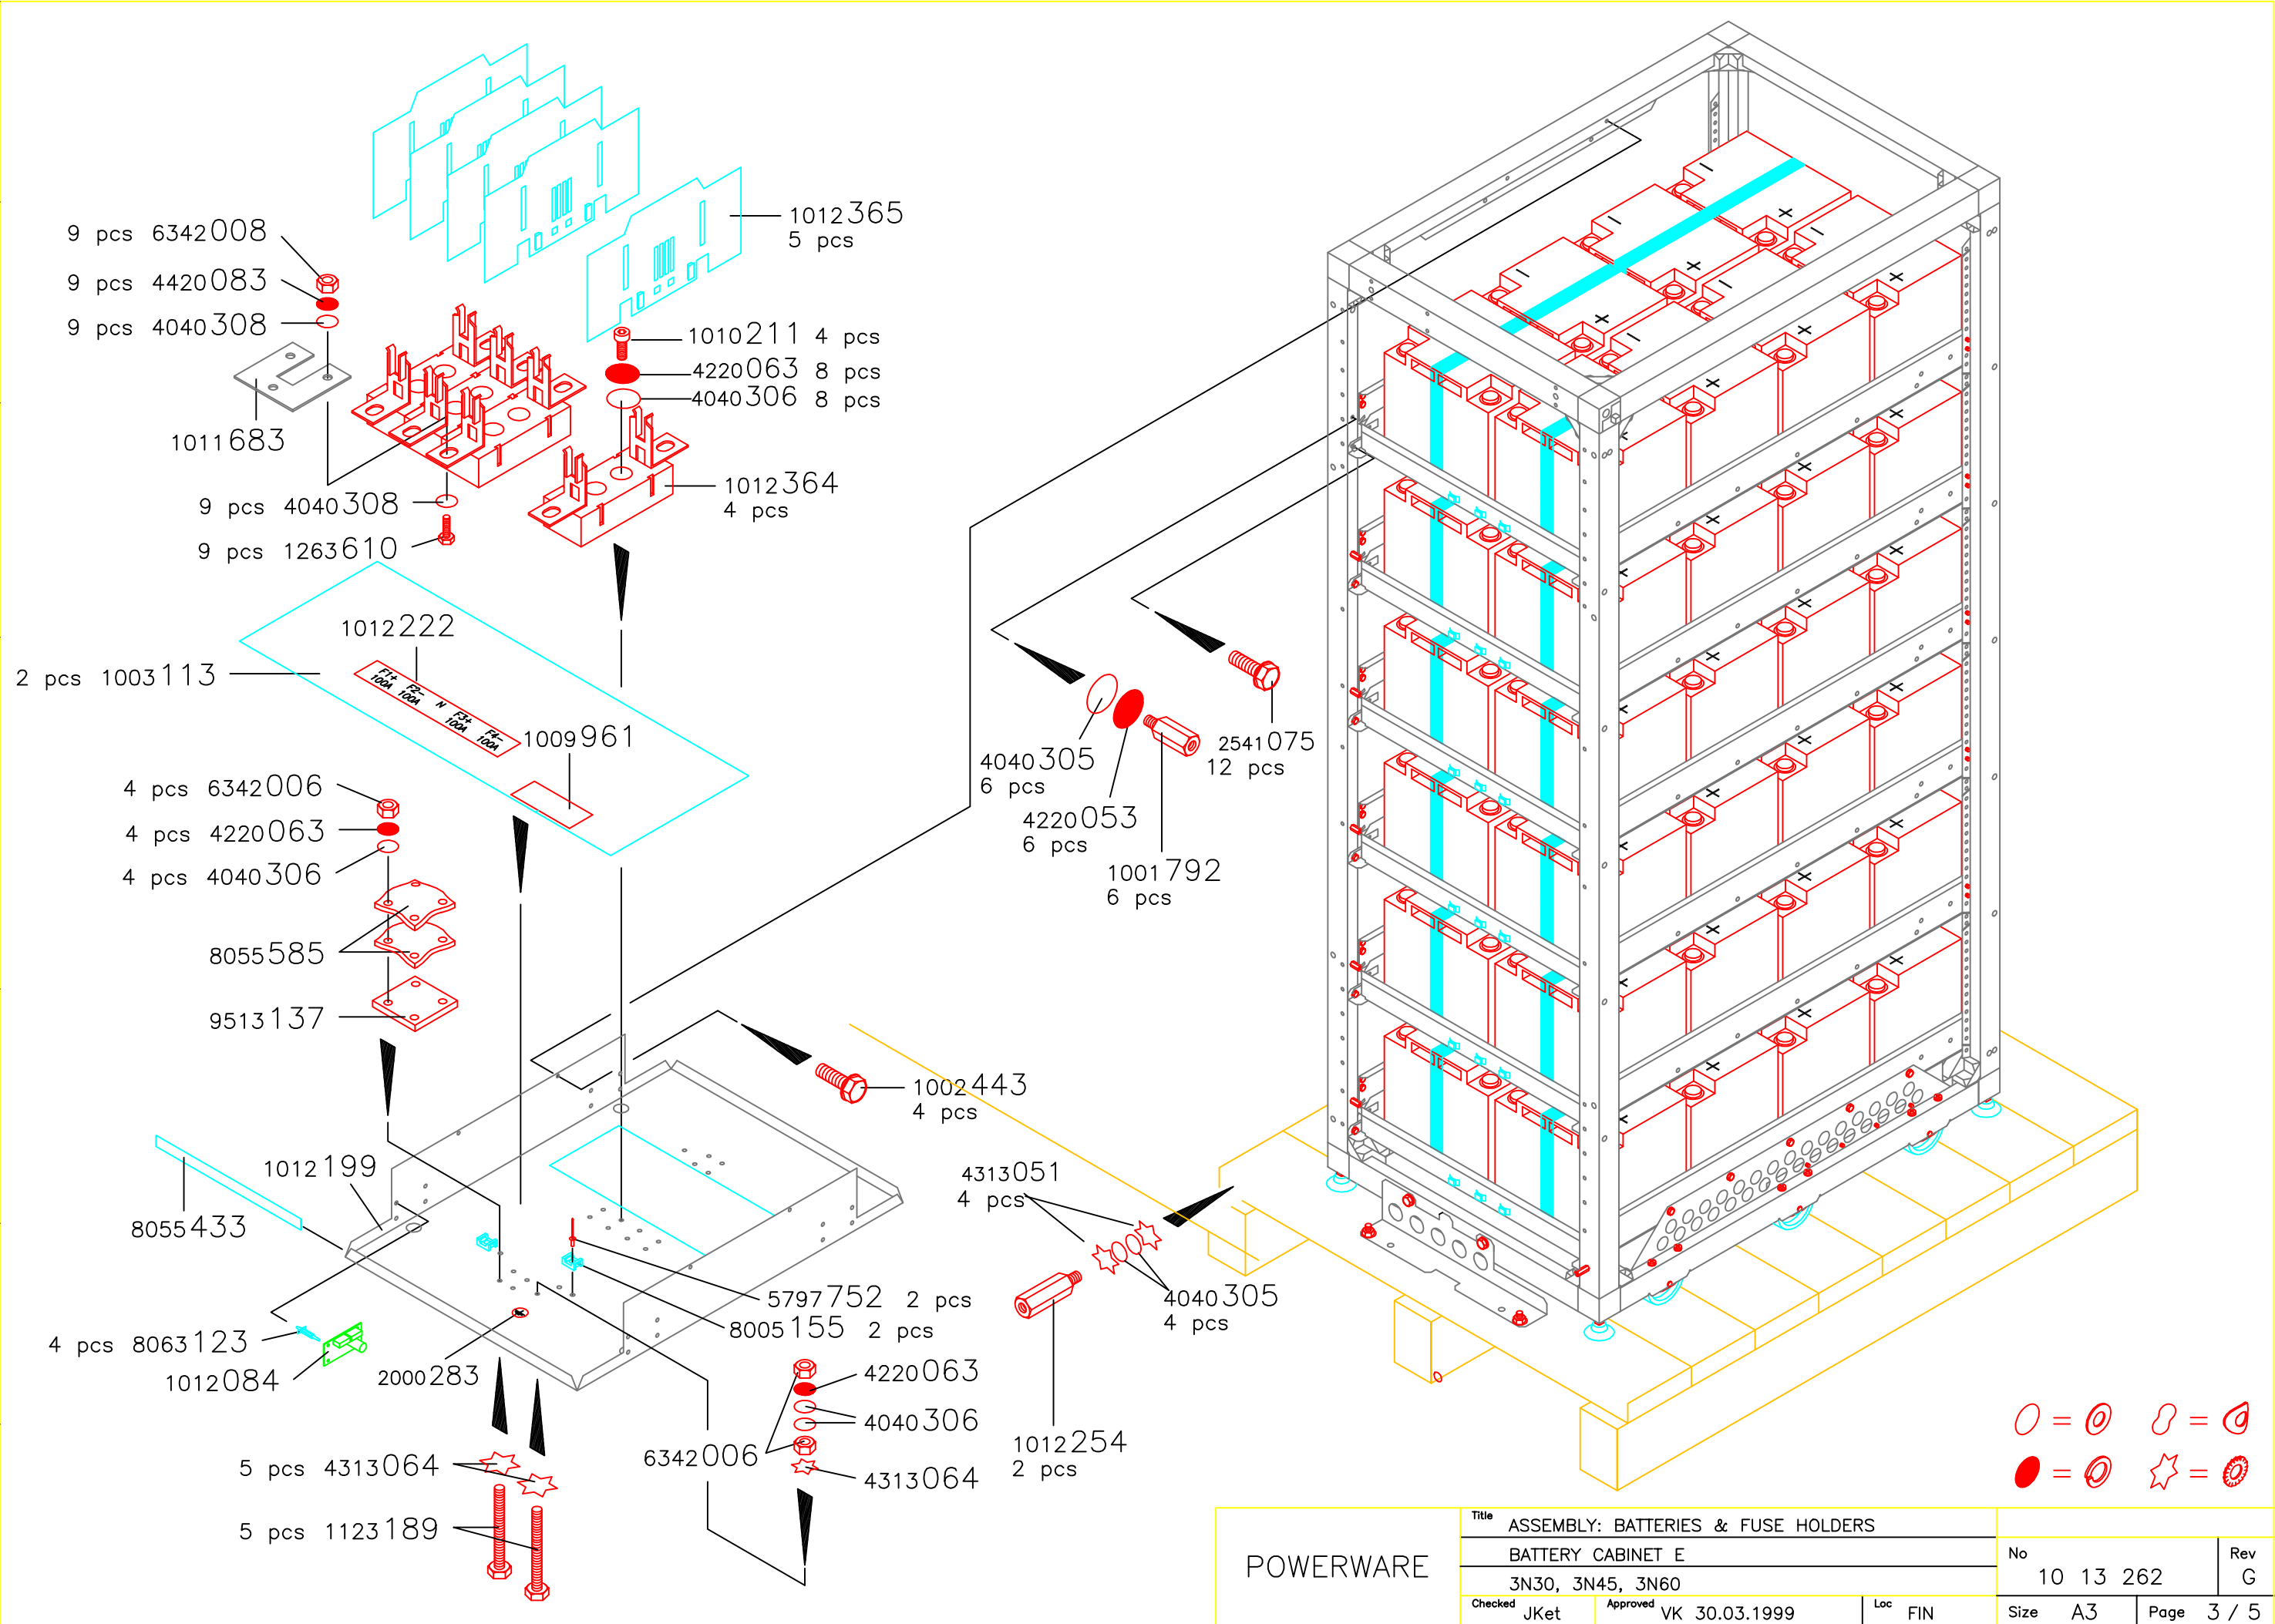 1012365
5 pcs
9 pcs 6342008
9 pcs 4420083
9 pcs 4040308
1011683
1010211 4 pcs
4220063 8 pcs
4040306 8 pcs
1012364
4 pcs
9 pcs 4040308
9 pcs 1263610
1012222
2 pcs 1003113
F1+
100A
F2-
100A
N
F3+
100A
F4-
100A
1009961
4 pcs 6342006
4 pcs 4220063
4 pcs 4040306
8055585
9513137
4040305
6 pcs
4220053
6 pcs
1001792
6 pcs
2541075
12 pcs
1002443
4 pcs
1012199
8055433
4 pcs 8063123
1012084
2000283
5797752 2 pcs
8005155 2 pcs
4313051
4 pcs
4040305
4 pcs
1012254
2 pcs
4220063
4040306
6342006
4313064
5 pcs 4313064
5 pcs 1123189
= =
= =
POWERWARE
Title
ASSEMBLY: BATTERIES & FUSE HOLDERS
BATTERY CABINET E
3N30, 3N45, 3N60
Checked JKet
Approved VK 30.03.1999
Loc FIN
No
10 13 262
Rev
G
Size A3
Page 3 / 5